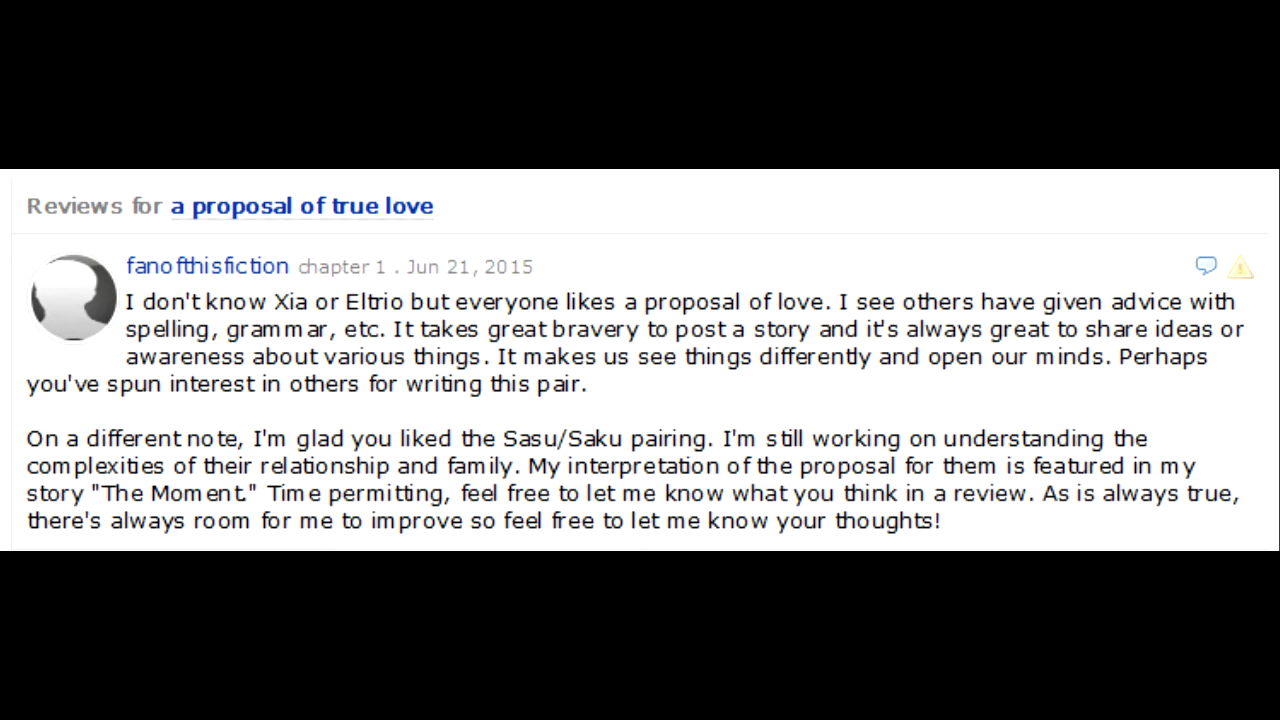 Reviews for a proposal of true love
fanofthisfiction chapter 1 . Jun 21, 2015
I don't know Xia or Eltrio but everyone likes a proposal of love. I see others have given advice with
spelling, grammar, etc. It takes great bravery to post a story and it's always great to share ideas or
awareness about various things. It makes us see things differently and open our minds. Perhaps
you've spun interest in others for writing this pair.
On a different note, I'm glad you liked the Sasu/Saku pairing. I'm still working on understanding the
complexities of their relationship and family. My interpretation of the proposal for them is featured in my
story "The Moment." Time permitting, feel free to let me know what you think in a review. As is always true,
there's always room for me to improve so feel free to let me know your thoughts!